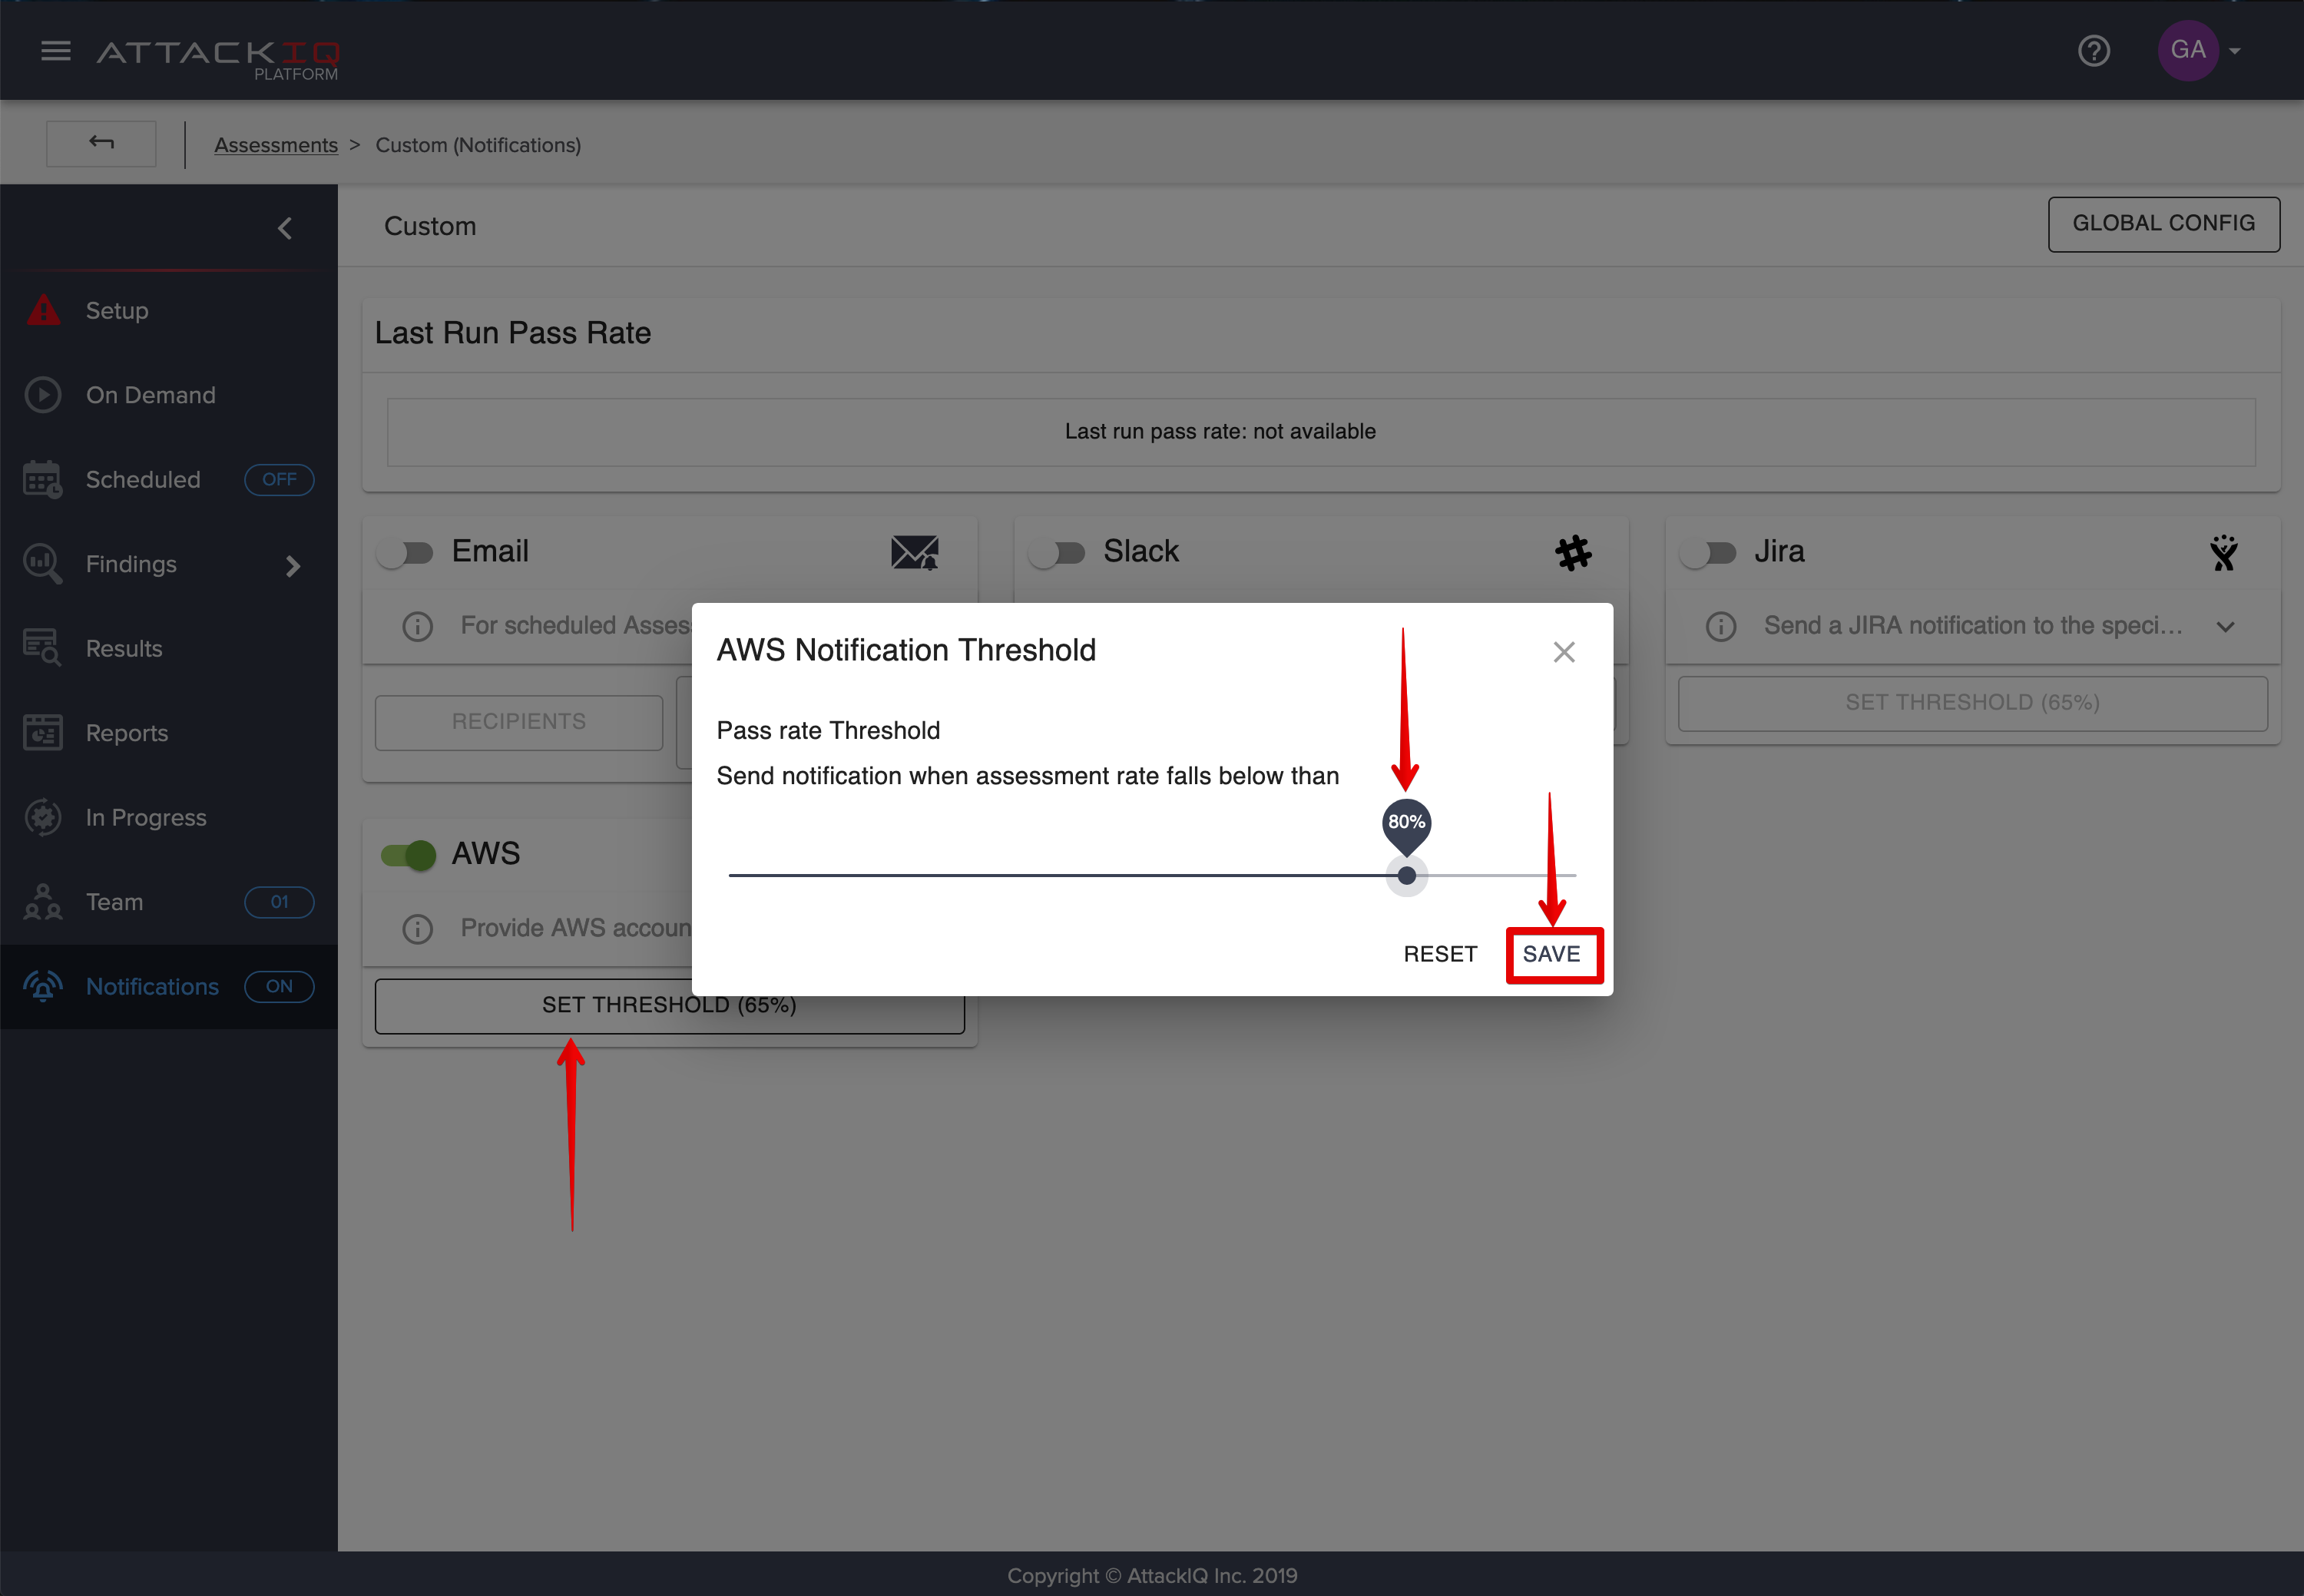 ATTACKIQ
PLATFORM
GA
Assessments > Custom (Notifications)
Custom
GLOBAL CONFIG
Setup
On Demand
Scheduled OFF
Findings
Results
Reports
In Progress
Team 01
Notifications ON
Last Run Pass Rate
Last run pass rate: not available
Email
For scheduled Asses
RECIPIENTS
Slack
Jira
Send a JIRA notification to the speci...
SET THRESHOLD (65%)
AWS
Provide AWS accoun
SET THRESHOLD (65%)
AWS Notification Threshold
Pass rate Threshold
Send notification when assessment rate falls below than
80%
RESET
SAVE
Copyright © AttackIQ Inc. 2019